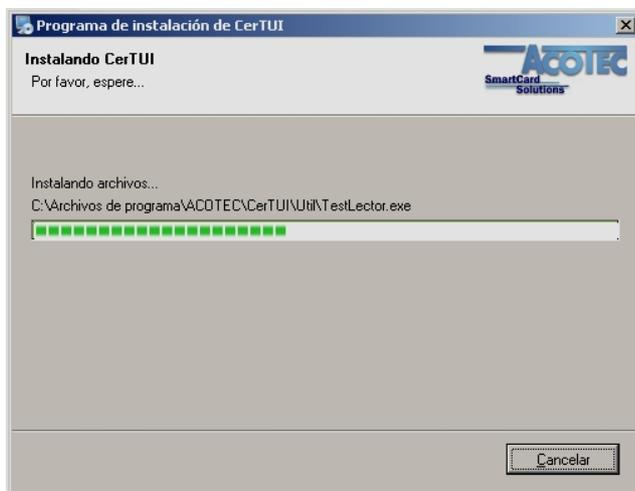 Programa de instalación de CerTUI
Instalando CerTUI
Por favor, espere...
ACOTEC
SmartCard
Solutions
Instalando archivos...
C:\Archivos de programa\ACOTEC\CerTUI\Util\TestLector.exe
Cancelar